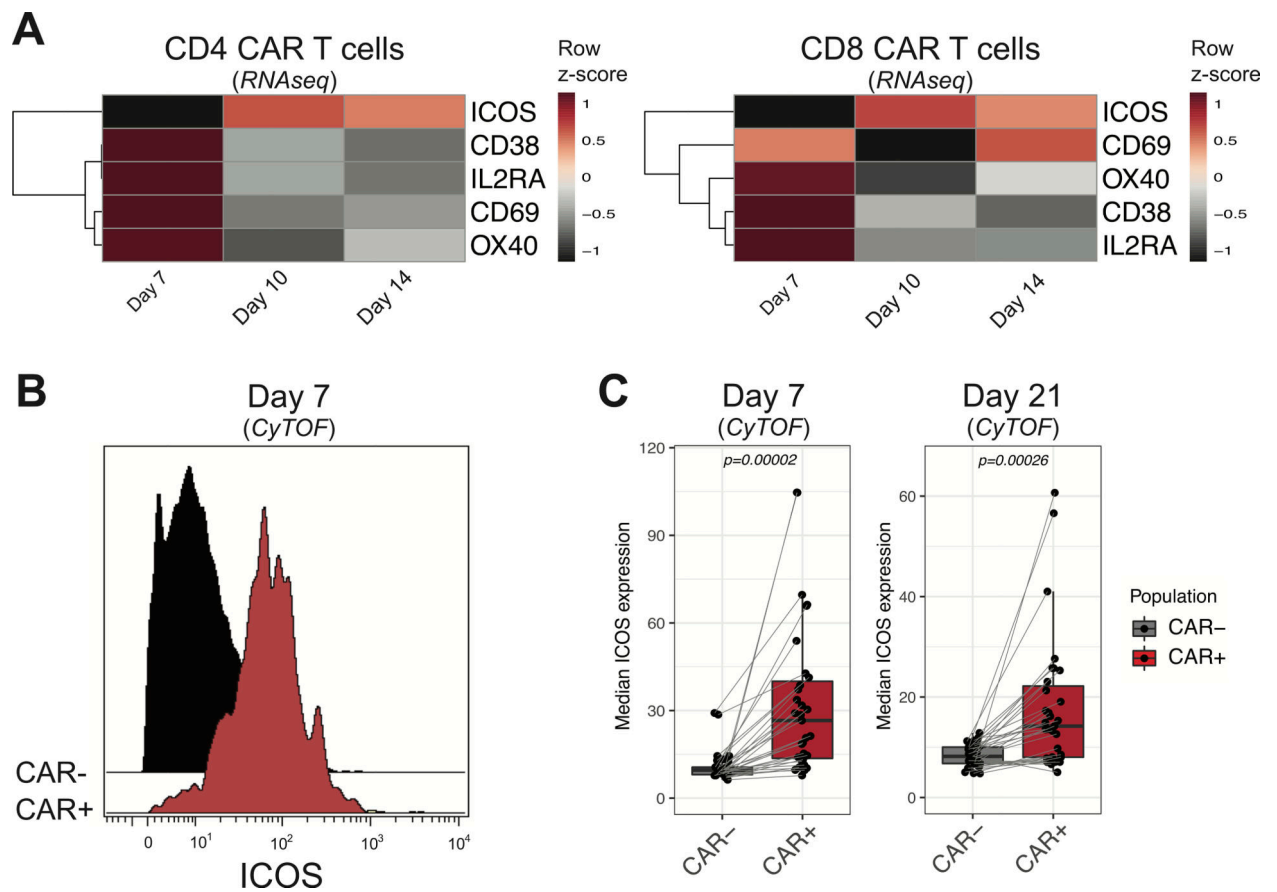 A
CD4 CAR T cells
(RNAseq)
Row
z-score
1
0.5
0
−0.5
−1
ICOS
CD38
IL2RA
CD69
OX40
Day 7
Day 10
Day 14
CD8 CAR T cells
(RNAseq)
Row
z-score
1
0.5
0
−0.5
−1
ICOS
CD69
OX40
CD38
IL2RA
Day 7
Day 10
Day 14
B
Day 7
(CyTOF)
CAR-
CAR+
0
10¹
10²
10³
10⁴
ICOS
C
Day 7
(CyTOF)
p=0.00002
Median ICOS expression
120
90
60
30
0
CAR−
CAR+
Day 21
(CyTOF)
p=0.00026
Median ICOS expression
60
40
20
0
CAR−
CAR+
Population
CAR−
CAR+